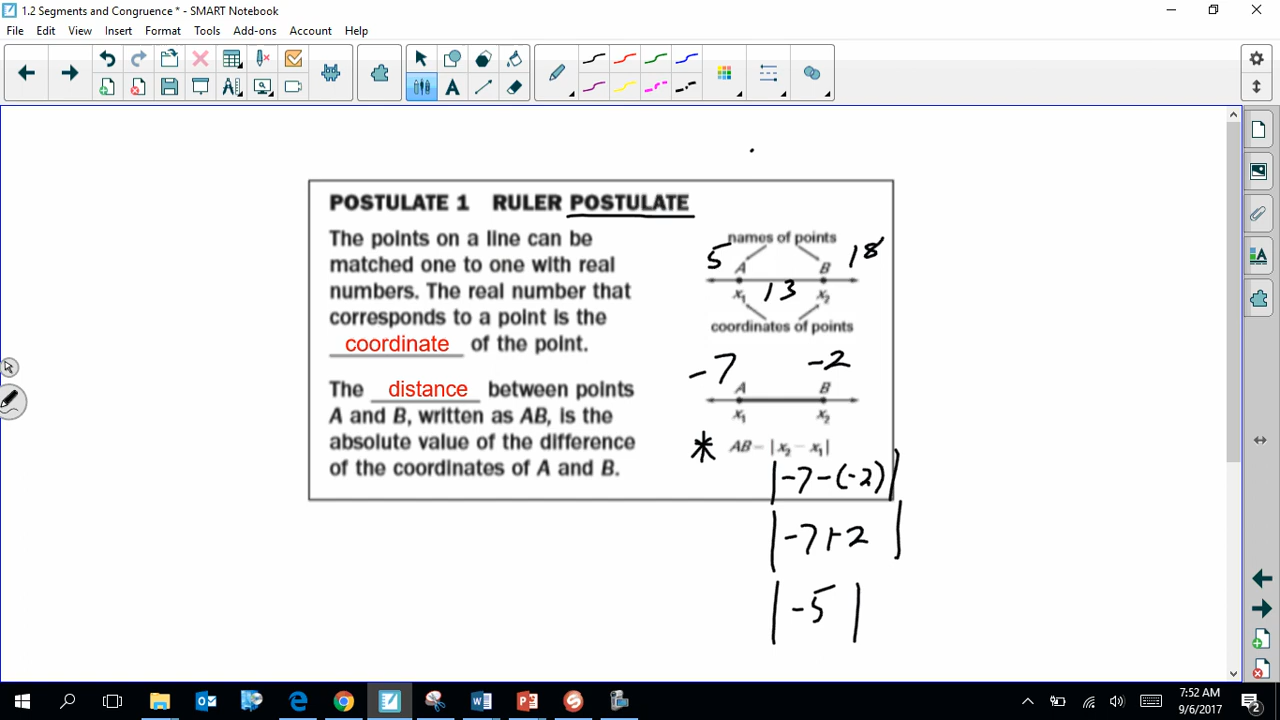 1.2 Segments and Congruence * - SMART Notebook
File Edit View Insert Format Tools Add-ons Account Help
POSTULATE 1 RULER POSTULATE
The points on a line can be
matched one to one with real
numbers. The real number that
corresponds to a point is the
coordinate of the point.
The distance between points
A and B, written as AB, is the
absolute value of the difference
of the coordinates of A and B.
names of points
5 A B 18
x₁ 13 x₂
coordinates of points
-7 -2
A B
x₁ x₂
* AB = | x₂ − x₁ |
|-7-(-2)|
|-7+2|
|-5|
7:52 AM
9/6/2017
2